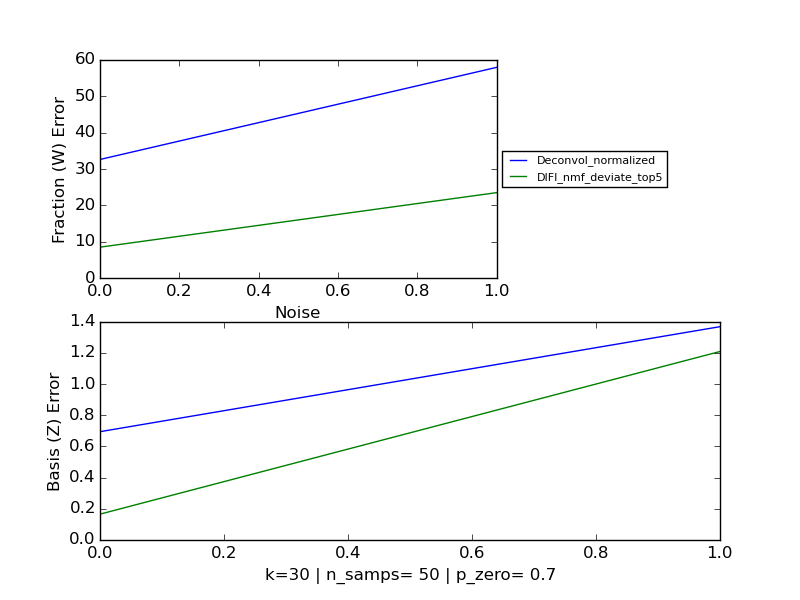 60
50
40
30
20
10
0
Fraction (W) Error
0.0 0.2 0.4 0.6 0.8 1.0
Noise
Deconvol_normalized
DIFI_nmf_deviate_top5
1.4
1.2
1.0
0.8
0.6
0.4
0.2
0.0
Basis (Z) Error
0.0 0.2 0.4 0.6 0.8 1.0
k=30 | n_samps= 50 | p_zero= 0.7